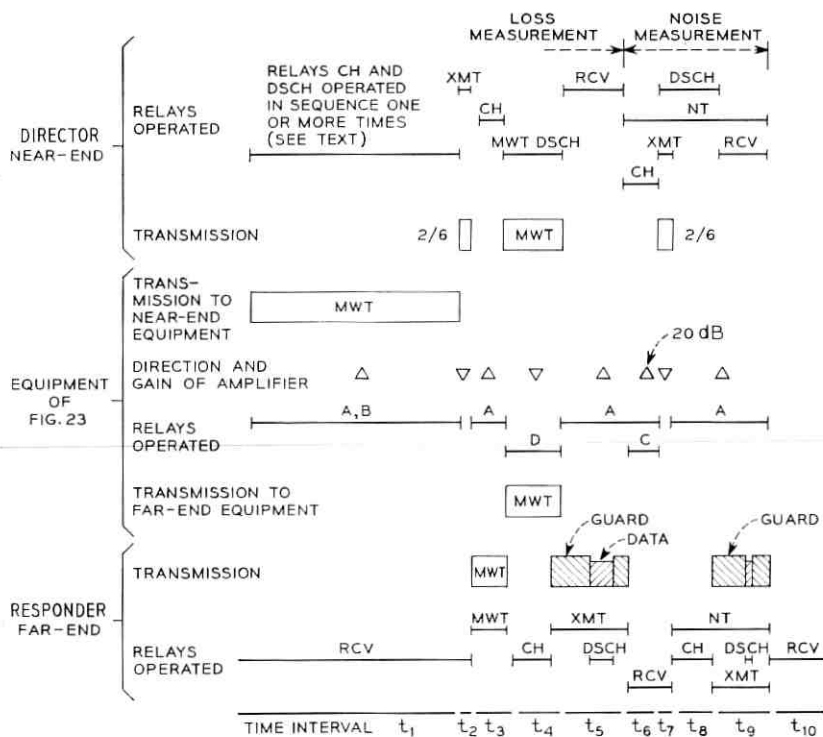 LOSS
MEASUREMENT
NOISE
MEASUREMENT
DIRECTOR
NEAR-END
RELAYS
OPERATED
RELAYS CH AND
DSCH OPERATED
IN SEQUENCE ONE
OR MORE TIMES
(SEE TEXT)
XMT
RCV
DSCH
CH
NT
MWT DSCH
XMT
RCV
CH
TRANSMISSION
2/6
MWT
2/6
EQUIPMENT
OF
FIG. 23
TRANS-
MISSION TO
NEAR-END
EQUIPMENT
MWT
20 dB
DIRECTION AND
GAIN OF AMPLIFIER
RELAYS
OPERATED
A,B
A
A
A
D
C
TRANSMISSION TO
FAR-END EQUIPMENT
MWT
RESPONDER
FAR-END
GUARD
DATA
GUARD
TRANSMISSION
MWT
MWT
XMT
NT
RELAYS
OPERATED
RCV
CH
DSCH
CH
DSCH
RCV
RCV
XMT
TIME INTERVAL t1 t2 t3 t4 t5 t6 t7 t8 t9 t10